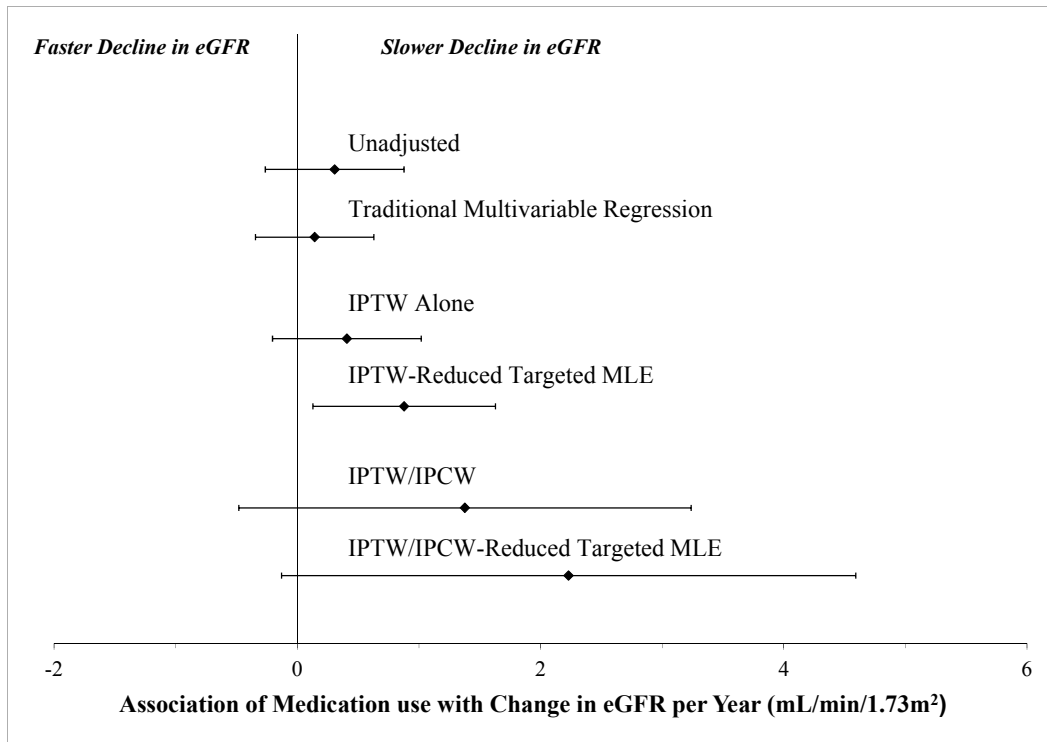 Faster Decline in eGFR
Slower Decline in eGFR
Unadjusted
Traditional Multivariable Regression
IPTW Alone
IPTW-Reduced Targeted MLE
IPTW/IPCW
IPTW/IPCW-Reduced Targeted MLE
-2 0 2 4 6
Association of Medication use with Change in eGFR per Year (mL/min/1.73m²)